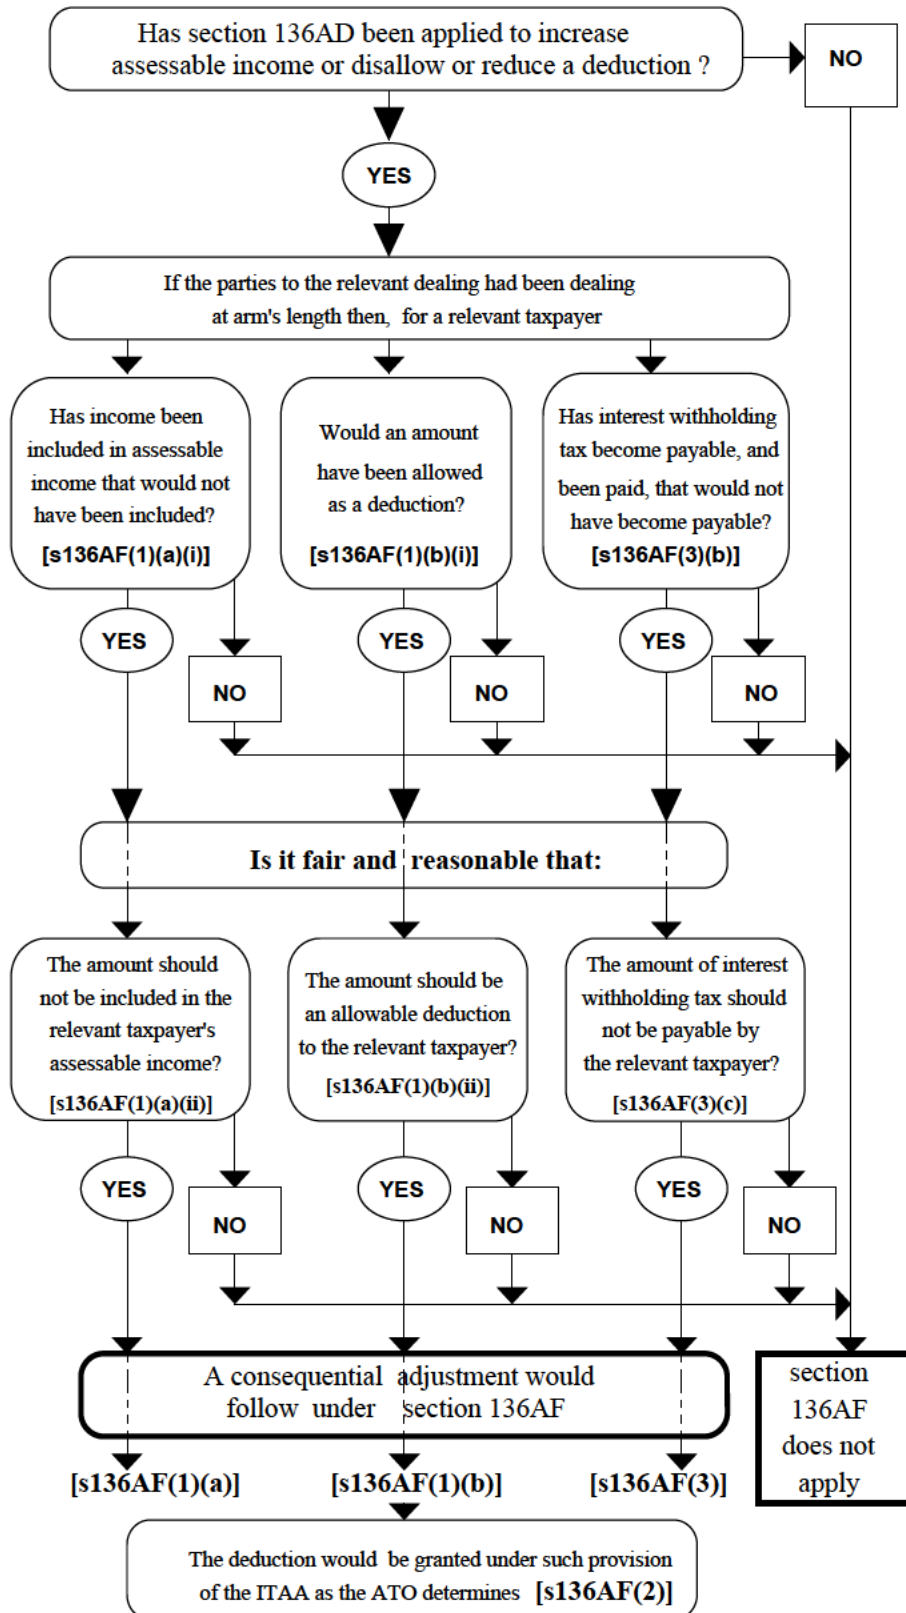 Has section 136AD been applied to increase
assessable income or disallow or reduce a deduction ?
NO
YES
If the parties to the relevant dealing had been dealing
at arm's length then, for a relevant taxpayer
Has income been
included in assessable
income that would not
have been included?
[s136AF(1)(a)(i)]
Would an amount
have been allowed
as a deduction?
[s136AF(1)(b)(i)]
Has interest withholding
tax become payable, and
been paid, that would not
have become payable?
[s136AF(3)(b)]
YES
NO
YES
NO
YES
NO
Is it fair and reasonable that:
The amount should
not be included in the
relevant taxpayer's
assessable income?
[s136AF(1)(a)(ii)]
The amount should be
an allowable deduction
to the relevant taxpayer?
[s136AF(1)(b)(ii)]
The amount of interest
withholding tax should
not be payable by
the relevant taxpayer?
[s136AF(3)(c)]
YES
NO
YES
NO
YES
NO
A consequential adjustment would
follow under section 136AF
section
136AF
does not
apply
[s136AF(1)(a)]
[s136AF(1)(b)]
[s136AF(3)]
The deduction would be granted under such provision
of the ITAA as the ATO determines [s136AF(2)]